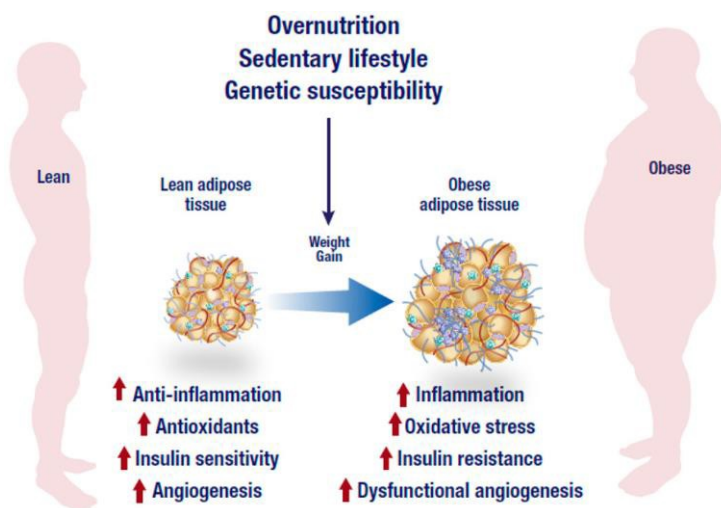 Overnutrition
Sedentary lifestyle
Genetic susceptibility
Lean
Obese
Lean adipose
tissue
Obese
adipose tissue
Weight
Gain
Anti-inflammation
Antioxidants
Insulin sensitivity
Angiogenesis
Inflammation
Oxidative stress
Insulin resistance
Dysfunctional angiogenesis